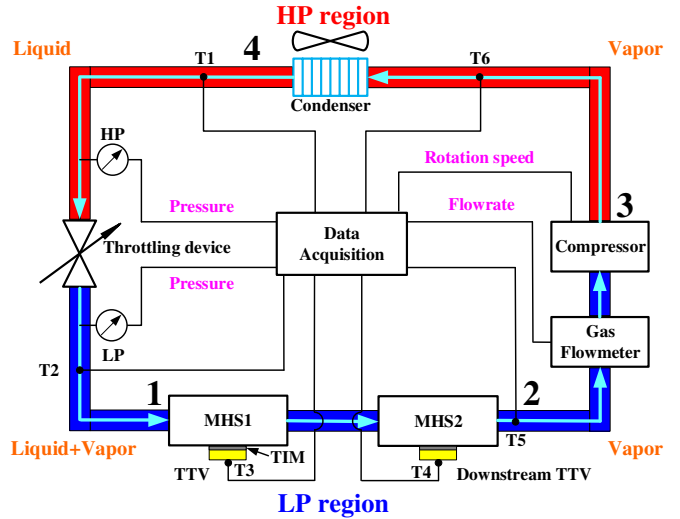 HP region
Liquid
4
Vapor
T1
T6
Condenser
HP
Rotation speed
Pressure
Flowrate
3
Throttling device
Data
Acquisition
Compressor
Pressure
LP
Gas
Flowmeter
T2
1
2
MHS1
MHS2
T5
Liquid+Vapor
TIM
Vapor
TTV
T3
T4
Downstream TTV
LP region